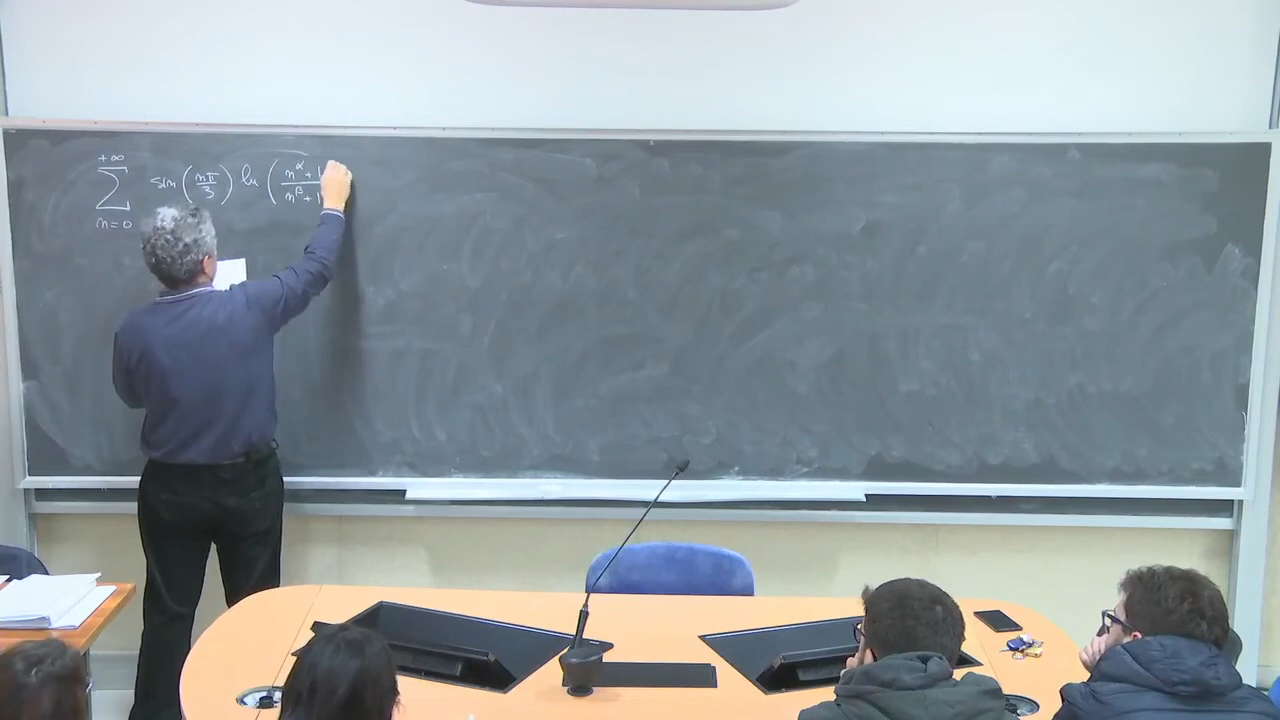 +∞
∑ sin (nπ/3) ln (n^α + 1 / n^β + 1
n=0